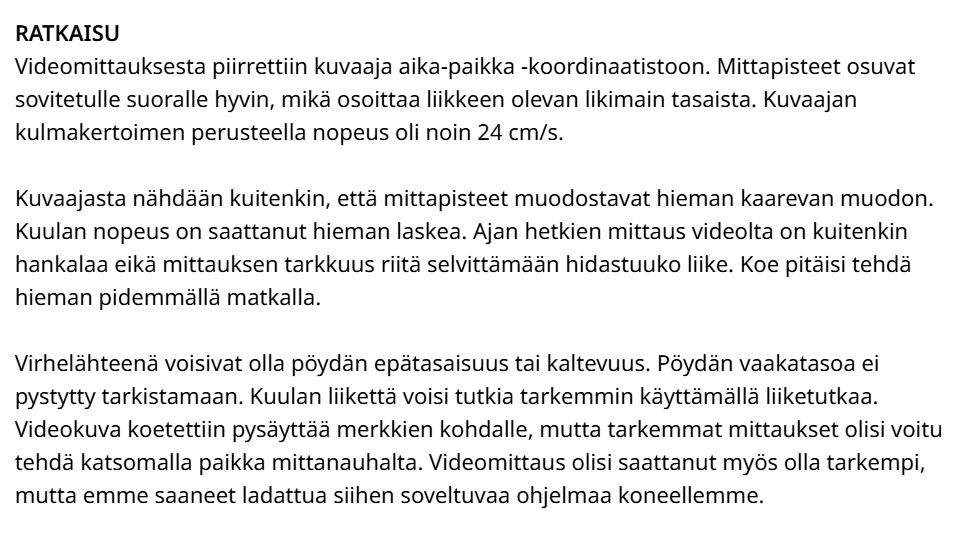 RATKAISU
Videomittauksesta piirrettiin kuvaaja aika-paikka -koordinaatistoon. Mittapisteet osuvat
sovitetulle suoralle hyvin, mikä osoittaa liikkeen olevan likimain tasaista. Kuvaajan
kulmakertoimen perusteella nopeus oli noin 24 cm/s.
Kuvaajasta nähdään kuitenkin, että mittapisteet muodostavat hieman kaarevan muodon.
Kuulan nopeus on saattanut hieman laskea. Ajan hetkien mittaus videolta on kuitenkin
hankalaa eikä mittauksen tarkkuus riitä selvittämään hidastuuko liike. Koe pitäisi tehdä
hieman pidemmällä matkalla.
Virhelähteenä voisivat olla pöydän epätasaisuus tai kaltevuus. Pöydän vaakatasoa ei
pystytty tarkistamaan. Kuulan liikettä voisi tutkia tarkemmin käyttämällä liiketutkaa.
Videokuva koetettiin pysäyttää merkkien kohdalle, mutta tarkemmat mittaukset olisi voitu
tehdä katsomalla paikka mittanauhalta. Videomittaus olisi saattanut myös olla tarkempi,
mutta emme saaneet ladattua siihen soveltuvaa ohjelmaa koneellemme.